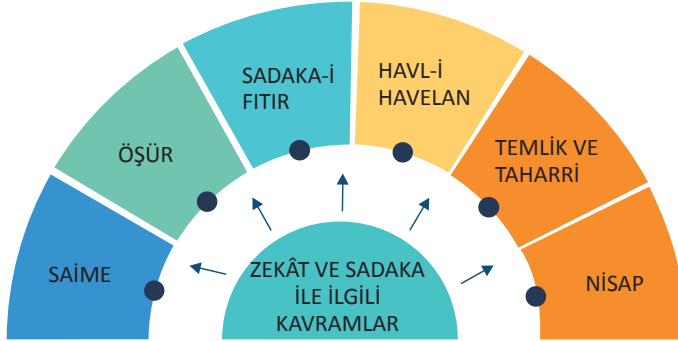 SADAKA-İ
FITIR
HAVL-İ
HAVELAN
ÖŞÜR
TEMLİK VE
TAHARRİ
SAİME
ZEKÂT VE SADAKA
İLE İLGİLİ
KAVRAMLAR
NİSAP